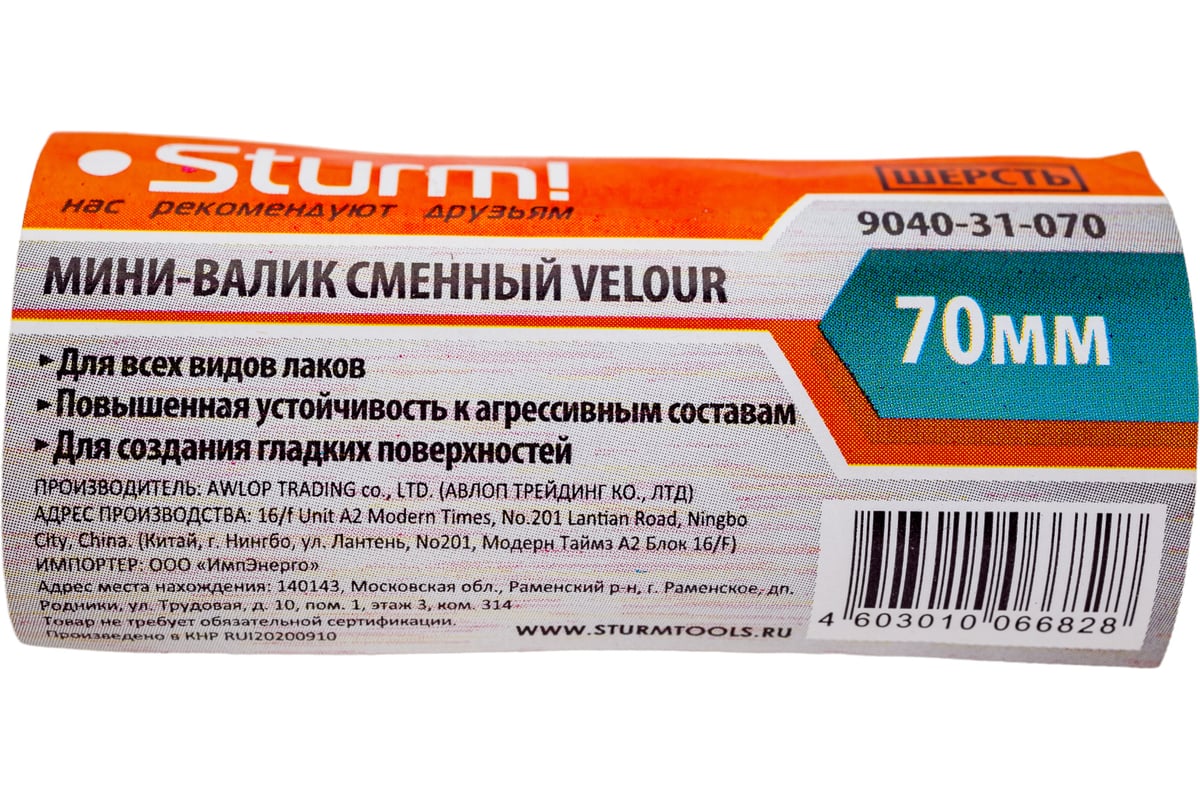 Sturm!
нас рекомендуют друзьям
ШЕРСТЬ
9040-31-070
МИНИ-ВАЛИК СМЕННЫЙ VELOUR
70мм
Для всех видов лаков
Повышенная устойчивость к агрессивным составам
Для создания гладких поверхностей
ПРОИЗВОДИТЕЛЬ: AWLOP TRADING co., LTD. (АВЛОП ТРЕЙДИНГ КО., ЛТД)
АДРЕС ПРОИЗВОДСТВА: 16/f Unit A2 Modern Times, No.201 Lantian Road, Ningbo
City, China. (Китай, г. Нингбо, ул. Лантень, No201, Модерн Таймз А2 Блок 16/F)
ИМПОРТЕР: ООО «ИмпЭнерго»
Адрес места нахождения: 140143, Московская обл., Раменский р-н, г. Раменское, дп.
Родники, ул. Трудовая, д. 10, пом. 1, этаж 3, ком. 314
Товар не требует обязательной сертификации.
Произведено в КНР RUI20200910
WWW.STURMTOOLS.RU
4 603010 066828